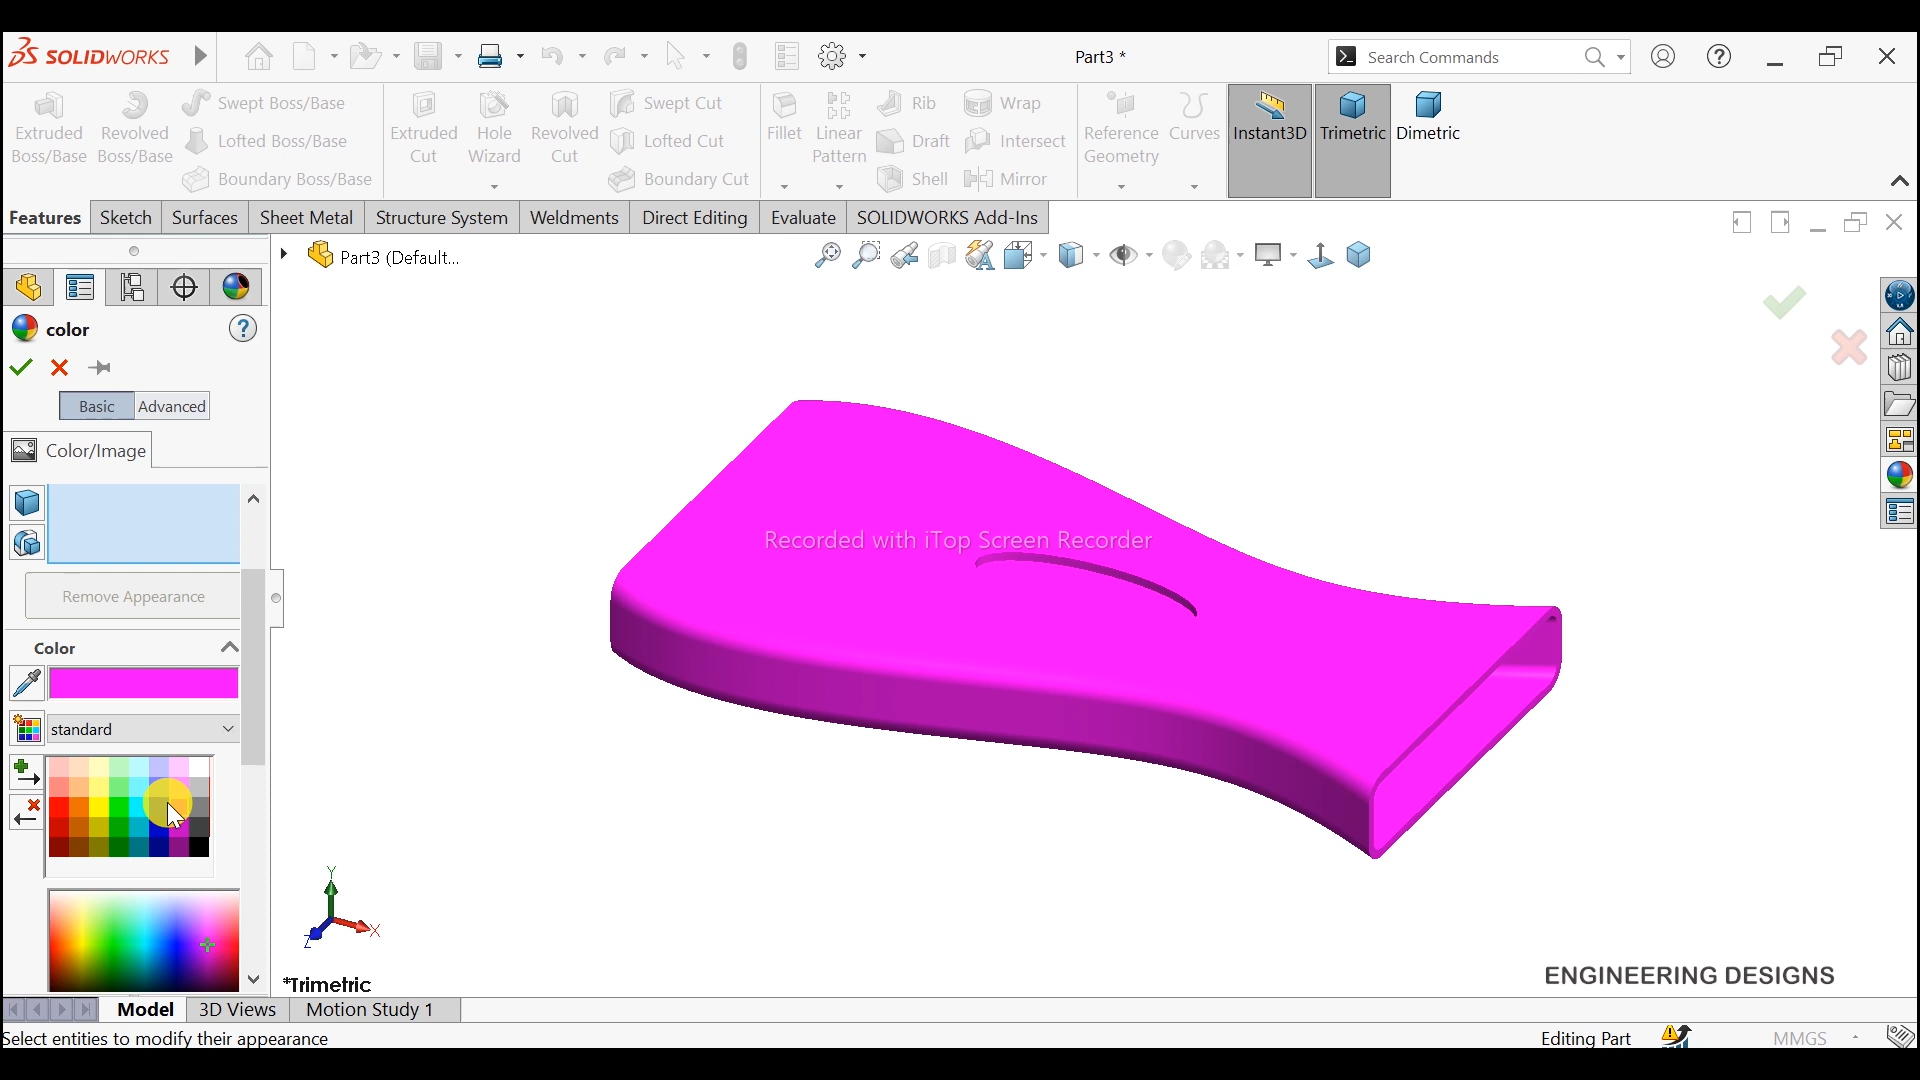 SOLIDWORKS
Part3 *
Search Commands
Extruded Boss/Base
Revolved Boss/Base
Swept Boss/Base
Lofted Boss/Base
Boundary Boss/Base
Extruded Cut
Hole Wizard
Revolved Cut
Swept Cut
Lofted Cut
Boundary Cut
Fillet
Linear Pattern
Rib
Draft
Shell
Wrap
Intersect
Mirror
Reference Geometry
Curves
Instant3D
Trimetric
Dimetric
Features
Sketch
Surfaces
Sheet Metal
Structure System
Weldments
Direct Editing
Evaluate
SOLIDWORKS Add-Ins
Part3 (Default...
color
Basic
Advanced
Color/Image
Remove Appearance
Color
standard
Recorded with iTop Screen Recorder
Y
X
Z
*Trimetric
ENGINEERING DESIGNS
Model
3D Views
Motion Study 1
Select entities to modify their appearance
Editing Part
MMGS